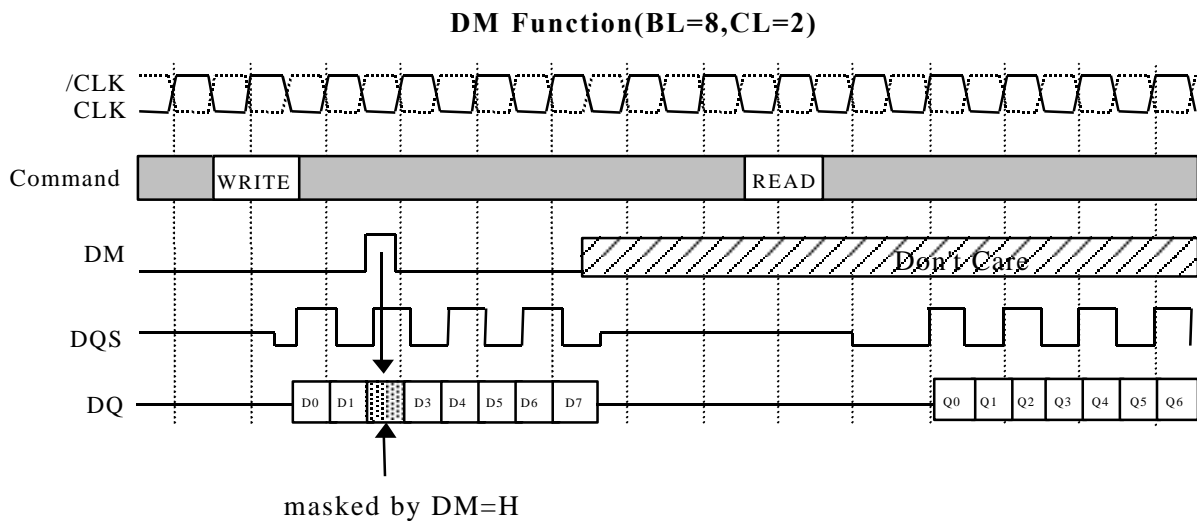 DM Function(BL=8,CL=2)
/CLK
CLK
Command
WRITE
READ
DM
Don't Care
DQS
DQ
D0 D1 D3 D4 D5 D6 D7
Q0 Q1 Q2 Q3 Q4 Q5 Q6
masked by DM=H